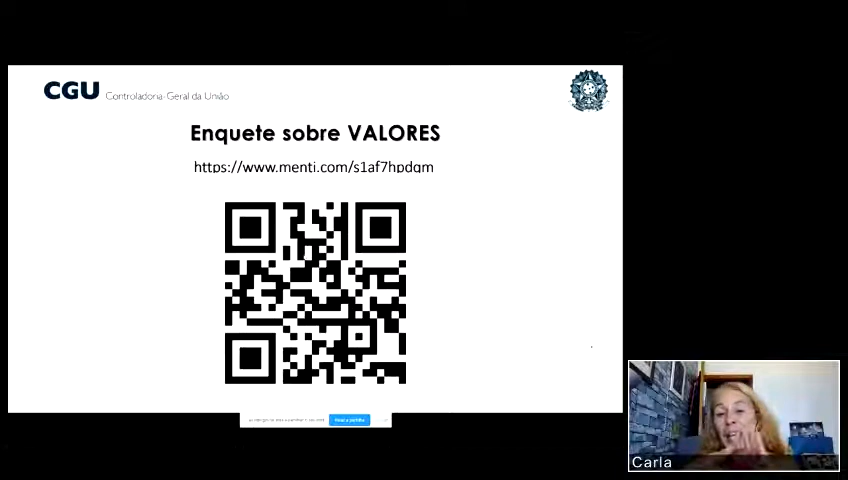 CGU Controladoria-Geral da União
Enquete sobre VALORES
https://www.menti.com/s1af7hpdqm
Carla